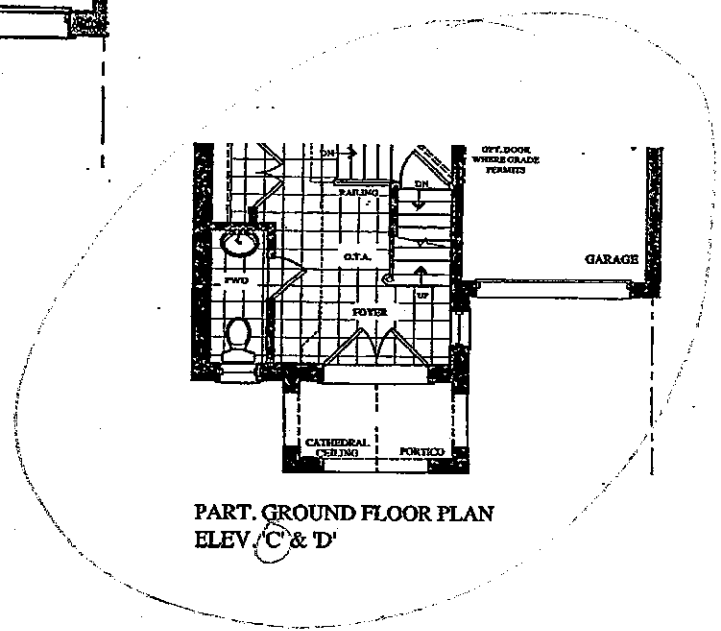 OPT. DOOR
WHERE GRADE
PERMITS
DN
DN
RAILING
O.T.A.
GARAGE
PWD
UP
FOYER
CATHEDRAL
CEILING
PORTICO
PART. GROUND FLOOR PLAN
ELEV. 'C' & 'D'